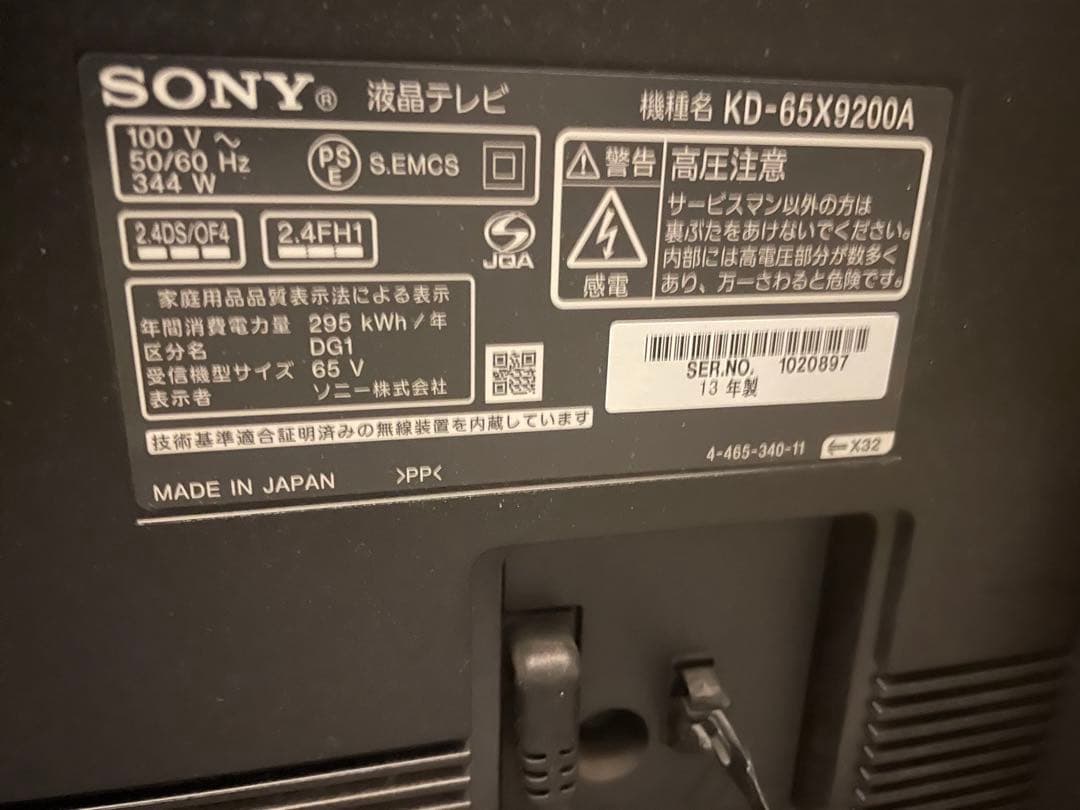 SONY® 液晶テレビ
機種名 KD-65X9200A
100 V ～
50/60 Hz
344 W
PS
E
S.EMCS
警告 高圧注意
感電
サービスマン以外の方は
裏ぶたをあけないでください。
内部には高電圧部分が数多く
あり、万一さわると危険です。
2.4DS/OF4
2.4FH1
JQA
家庭用品品質表示法による表示
年間消費電力量 295 kWh/年
区分名 DG1
受信機型サイズ 65 V
表示者 ソニー株式会社
SER.NO. 1020897
13 年製
技術基準適合証明済みの無線装置を内蔵しています
4-465-340-11
X32
MADE IN JAPAN >PP<